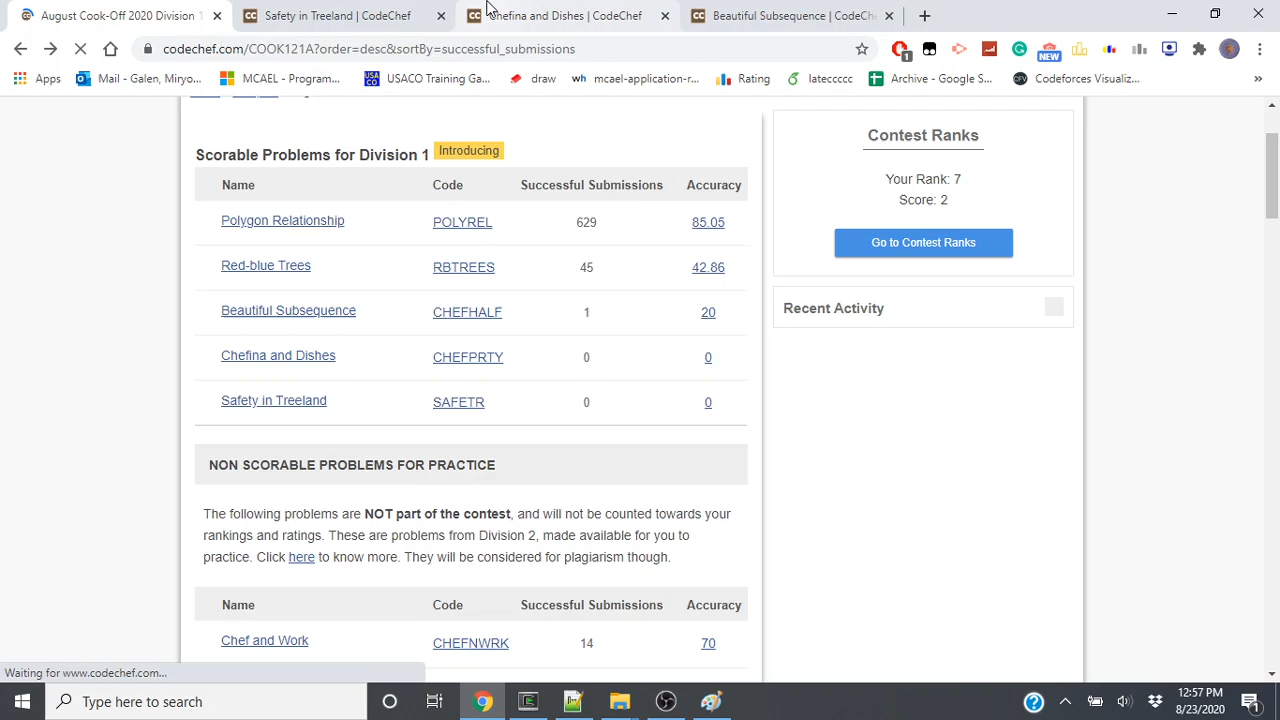 August Cook-Off 2020 Division
Safety in Treeland | CodeChef
Chefina and Dishes | CodeChef
Beautiful Subsequence | CodeChe
codechef.com/COOK121A?order=desc&sortBy=successful_submissions
1
NEW
Apps
Mail - Galen, Miryo...
MCAEL - Program...
USACO
USACO Training Ga...
draw
wh
mcael-application-r...
Rating
lateccccc
Archive - Google S...
CFV
Codeforces Visualiz...
»
Scorable Problems for Division 1
Introducing
Name Code Successful Submissions Accuracy
Polygon Relationship POLYREL 629 85.05
Red-blue Trees RBTREES 45 42.86
Beautiful Subsequence CHEFHALF 1 20
Chefina and Dishes CHEFPRTY 0 0
Safety in Treeland SAFETR 0 0
Contest Ranks
Your Rank: 7
Score: 2
Go to Contest Ranks
Recent Activity
NON SCORABLE PROBLEMS FOR PRACTICE
The following problems are NOT part of the contest, and will not be counted towards your
rankings and ratings. These are problems from Division 2, made available for you to
practice. Click here to know more. They will be considered for plagiarism though.
Name Code Successful Submissions Accuracy
Chef and Work CHEFNWRK 14 70
Waiting for www.codechef.com...
Type here to search
12:57 PM
8/23/2020
1